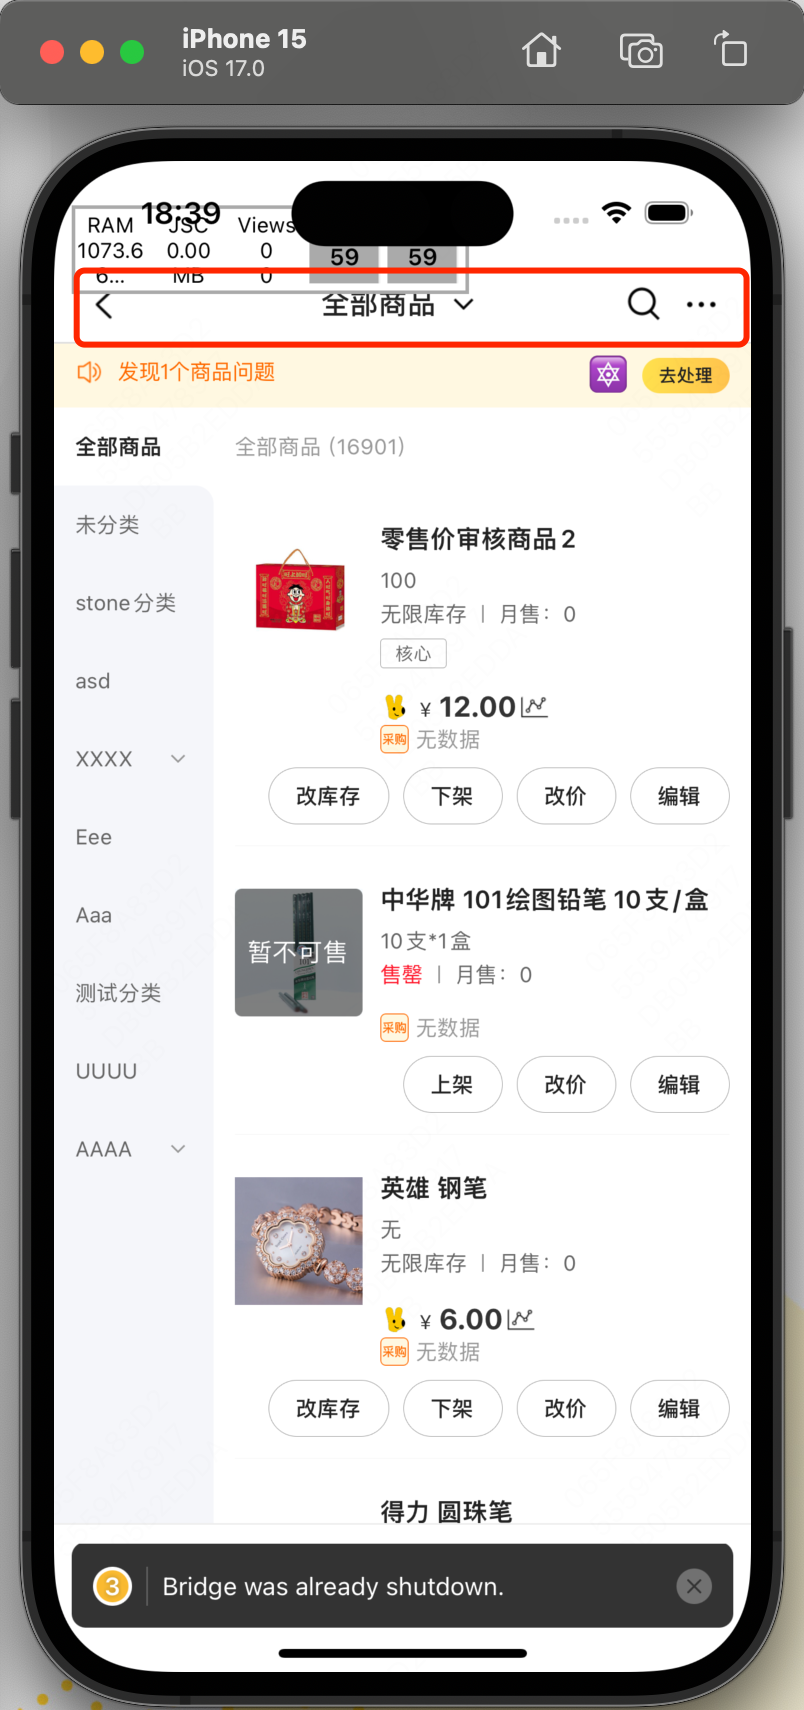 iPhone 15
iOS 17.0
18:39
RAM JSC Views
1073.6 0.00 0 59 59
6... MB 0
全部商品
发现1个商品问题 去处理
全部商品
未分类
stone分类
asd
XXXX
Eee
Aaa
测试分类
UUUU
AAAA
全部商品 (16901)
零售价审核商品2
100
无限库存 | 月售：0
核心
¥ 12.00
采购 无数据
改库存 下架 改价 编辑
暂不可售
中华牌 101绘图铅笔 10支/盒
10支*1盒
售罄 | 月售：0
采购 无数据
上架 改价 编辑
英雄 钢笔
无
无限库存 | 月售：0
¥ 6.00
采购 无数据
改库存 下架 改价 编辑
得力 圆珠笔
3 Bridge was already shutdown.